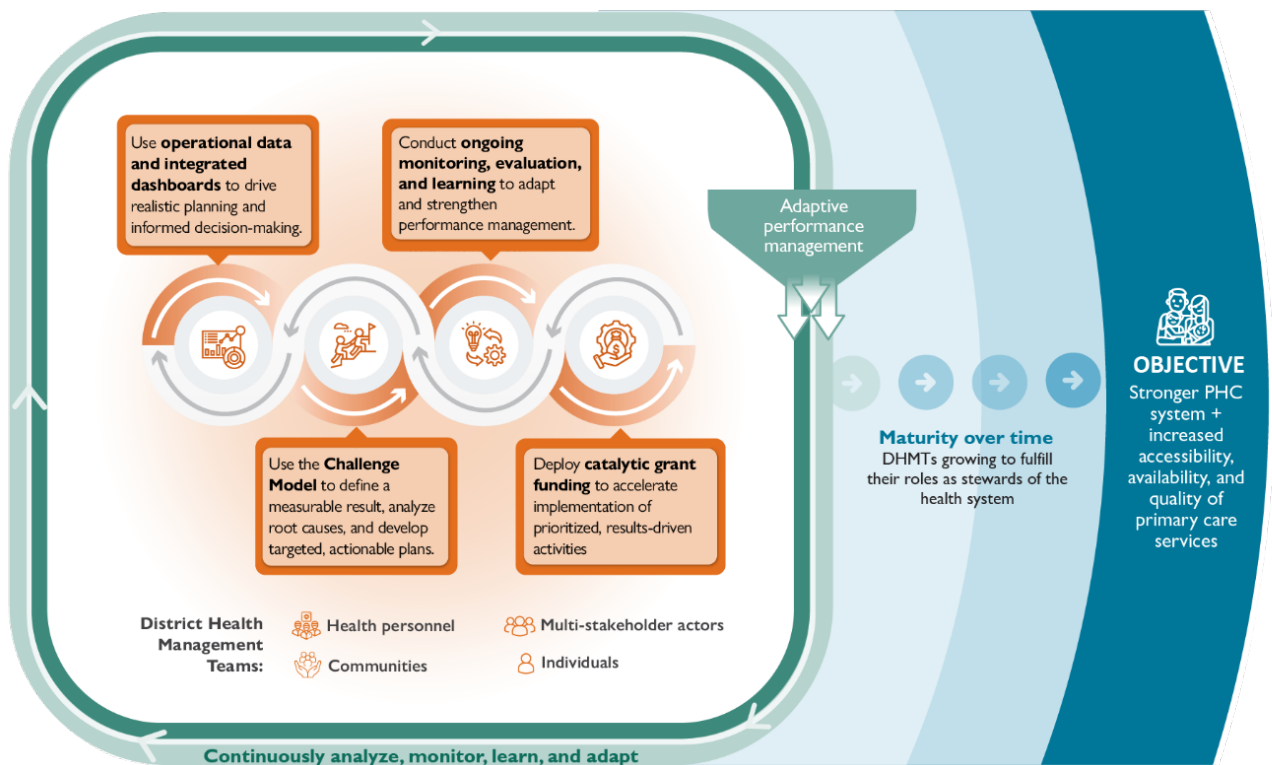 Use operational data
and integrated
dashboards to drive
realistic planning and
informed decision-making.
Conduct ongoing
monitoring, evaluation,
and learning to adapt
and strengthen
performance management.
Use the Challenge
Model to define a
measurable result, analyze
root causes, and develop
targeted, actionable plans.
Deploy catalytic grant
funding to accelerate
implementation of
prioritized, results-driven
activities
District Health
Management
Teams:
Health personnel
Multi-stakeholder actors
Communities
Individuals
Continuously analyze, monitor, learn, and adapt
Adaptive
performance
management
Maturity over time
DHMTs growing to fulfill
their roles as stewards of the
health system
OBJECTIVE
Stronger PHC
system +
increased
accessibility,
availability, and
quality of
primary care
services